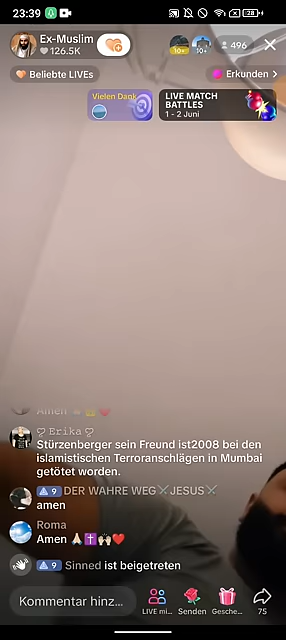 23:39
28
Ex-Muslim
126.5K
10+
10+
496
Beliebte LIVEs
Erkunden >
Vielen Dank
LIVE MATCH
BATTLES
1 - 2 Juni
Amen
ღ Erika ღ
Stürzenberger sein Freund ist2008 bei den
islamistischen Terroranschlägen in Mumbai
getötet worden.
9 DER WAHRE WEG⚔JESUS⚔
amen
Roma
Amen 🙏🏻✝️🙌🏻❤️
9 Sinned ist beigetreten
Kommentar hinz...
LIVE mi...
Senden
Gesche...
75